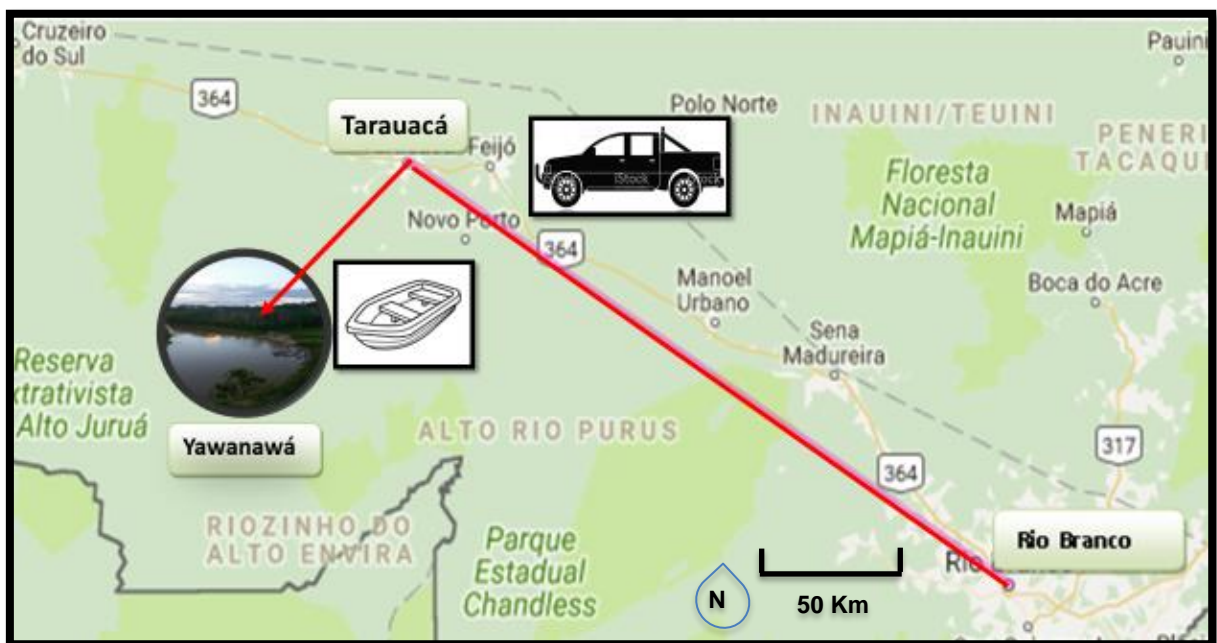 Cruzeiro
do Sul
Pauini
364
Tarauacá
Feijó
Polo Norte
INAUINI/TEUINI
PENERI
TACAQU
iStock
Floresta
Nacional
Mapiá-Inauini
Mapiá
Novo Porto
364
Manoel
Urbano
Boca do Acre
Sena
Madureira
Reserva
xtrativista
Alto Juruá
Yawanawá
ALTO RIO PURUS
317
364
RIOZINHO DO
ALTO ENVIRA
Parque
Estadual
Chandless
Rio Branco
N
50 Km